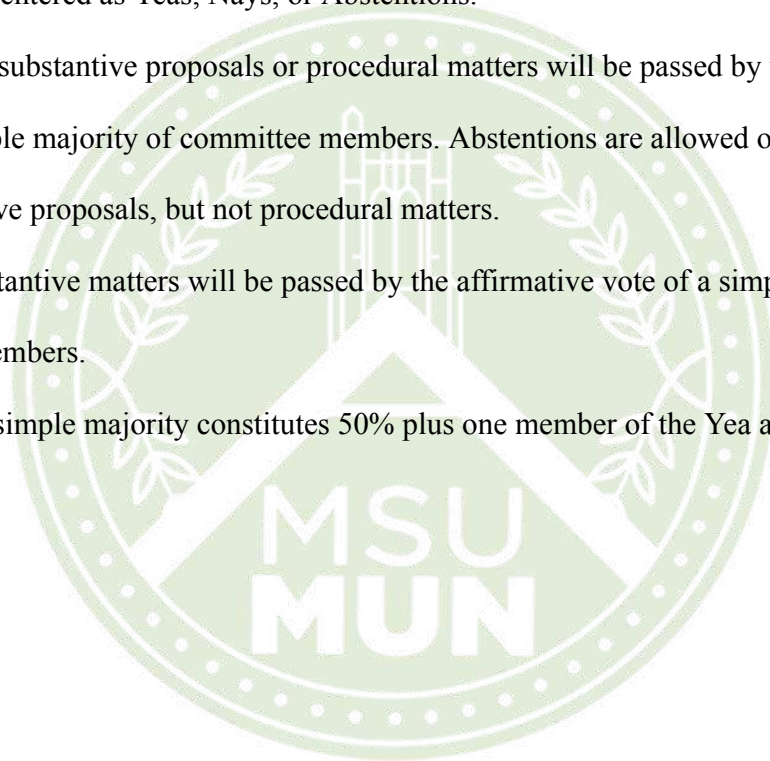 entered as Yeas, Nays, or Abstentions.
substantive proposals or procedural matters will be passed by
ple majority of committee members. Abstentions are allowed o
ve proposals, but not procedural matters.
tantive matters will be passed by the affirmative vote of a simp
embers.
simple majority constitutes 50% plus one member of the Yea a
MSU
MUN